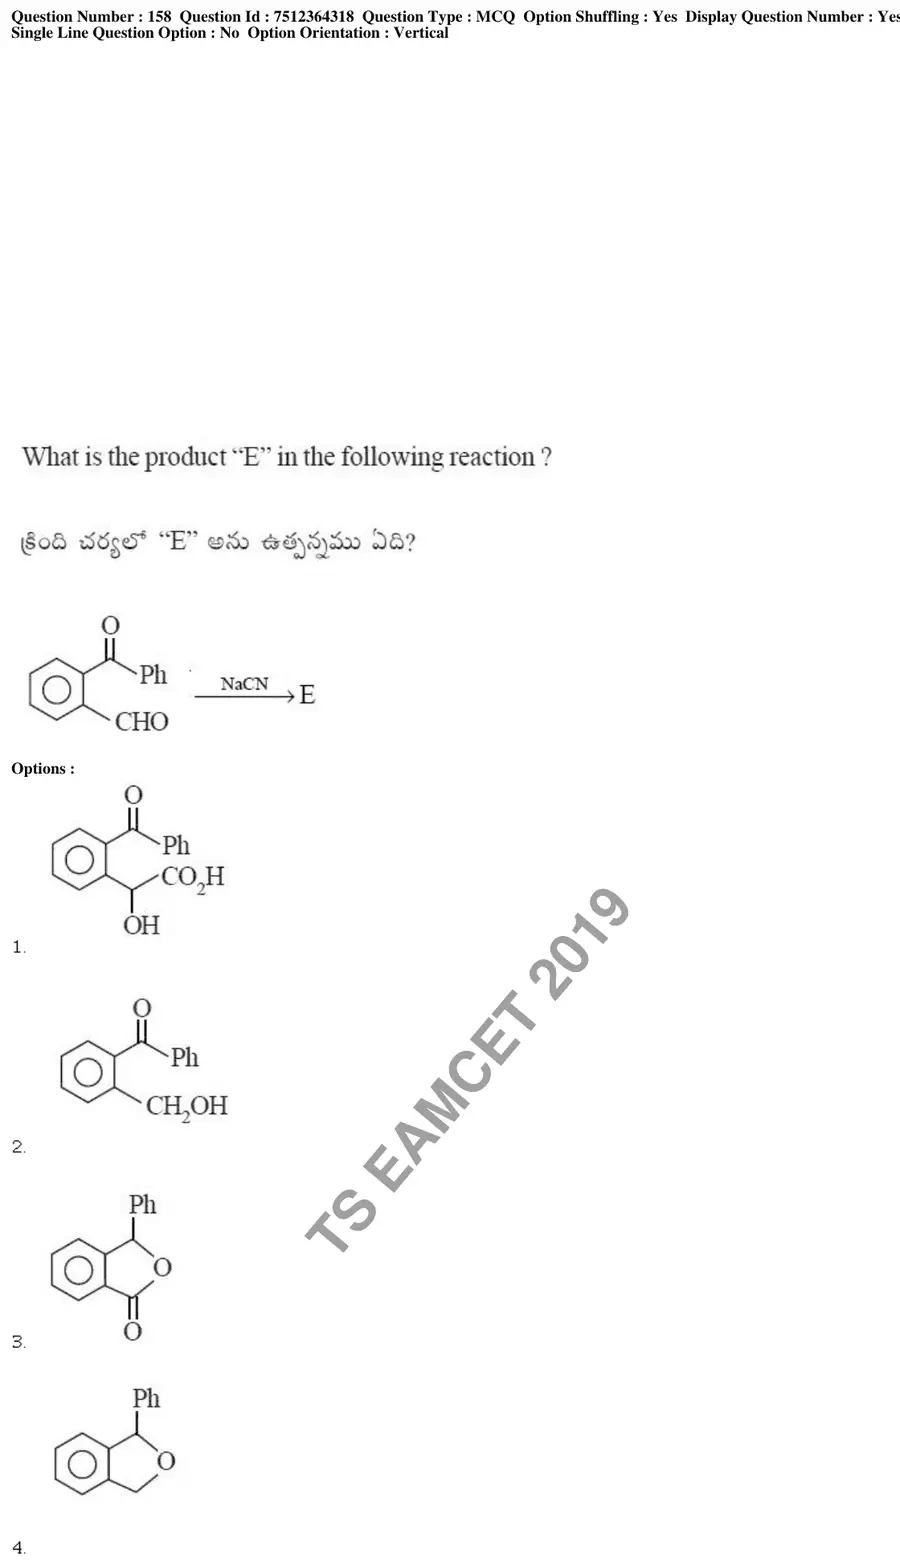 Question Number : 158 Question Id : 7512364318 Question Type : MCQ Option Shuffling : Yes Display Question Number : Yes
Single Line Question Option : No Option Orientation : Vertical
What is the product “E” in the following reaction ?
క్రింది చర్యలో “E” అను ఉత్పన్నము ఏది?
O
Ph
CHO
NaCN
E
Options :
O
Ph
CO2H
OH
1.
O
Ph
CH2OH
2.
Ph
O
O
3.
Ph
O
4.
TS EAMCET 2019